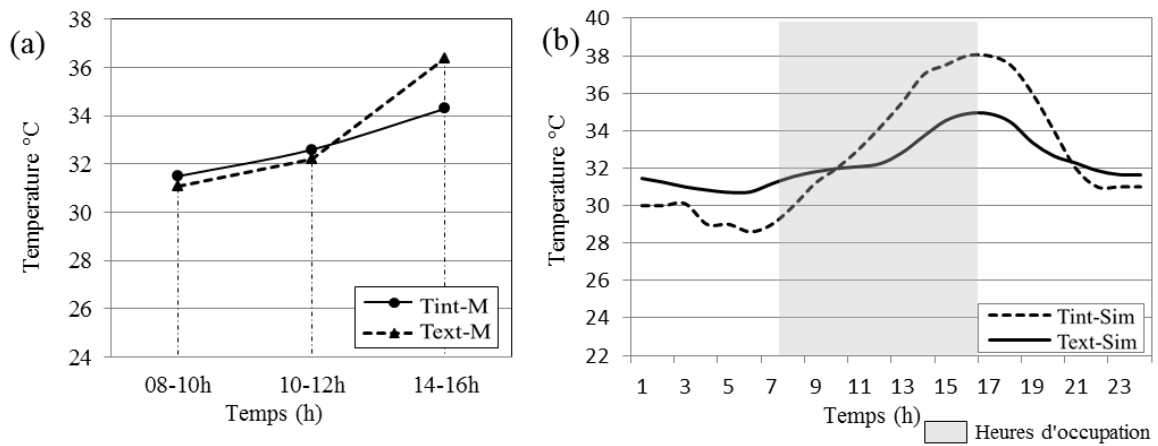 (a)
Temperature °C
38
36
34
32
30
28
26
24
08-10h 10-12h 14-16h
Temps (h)
Tint-M
Text-M
(b)
Temperature °C
40
38
36
34
32
30
28
26
24
22
1 3 5 7 9 11 13 15 17 19 21 23
Temps (h)
Tint-Sim
Text-Sim
Heures d'occupation